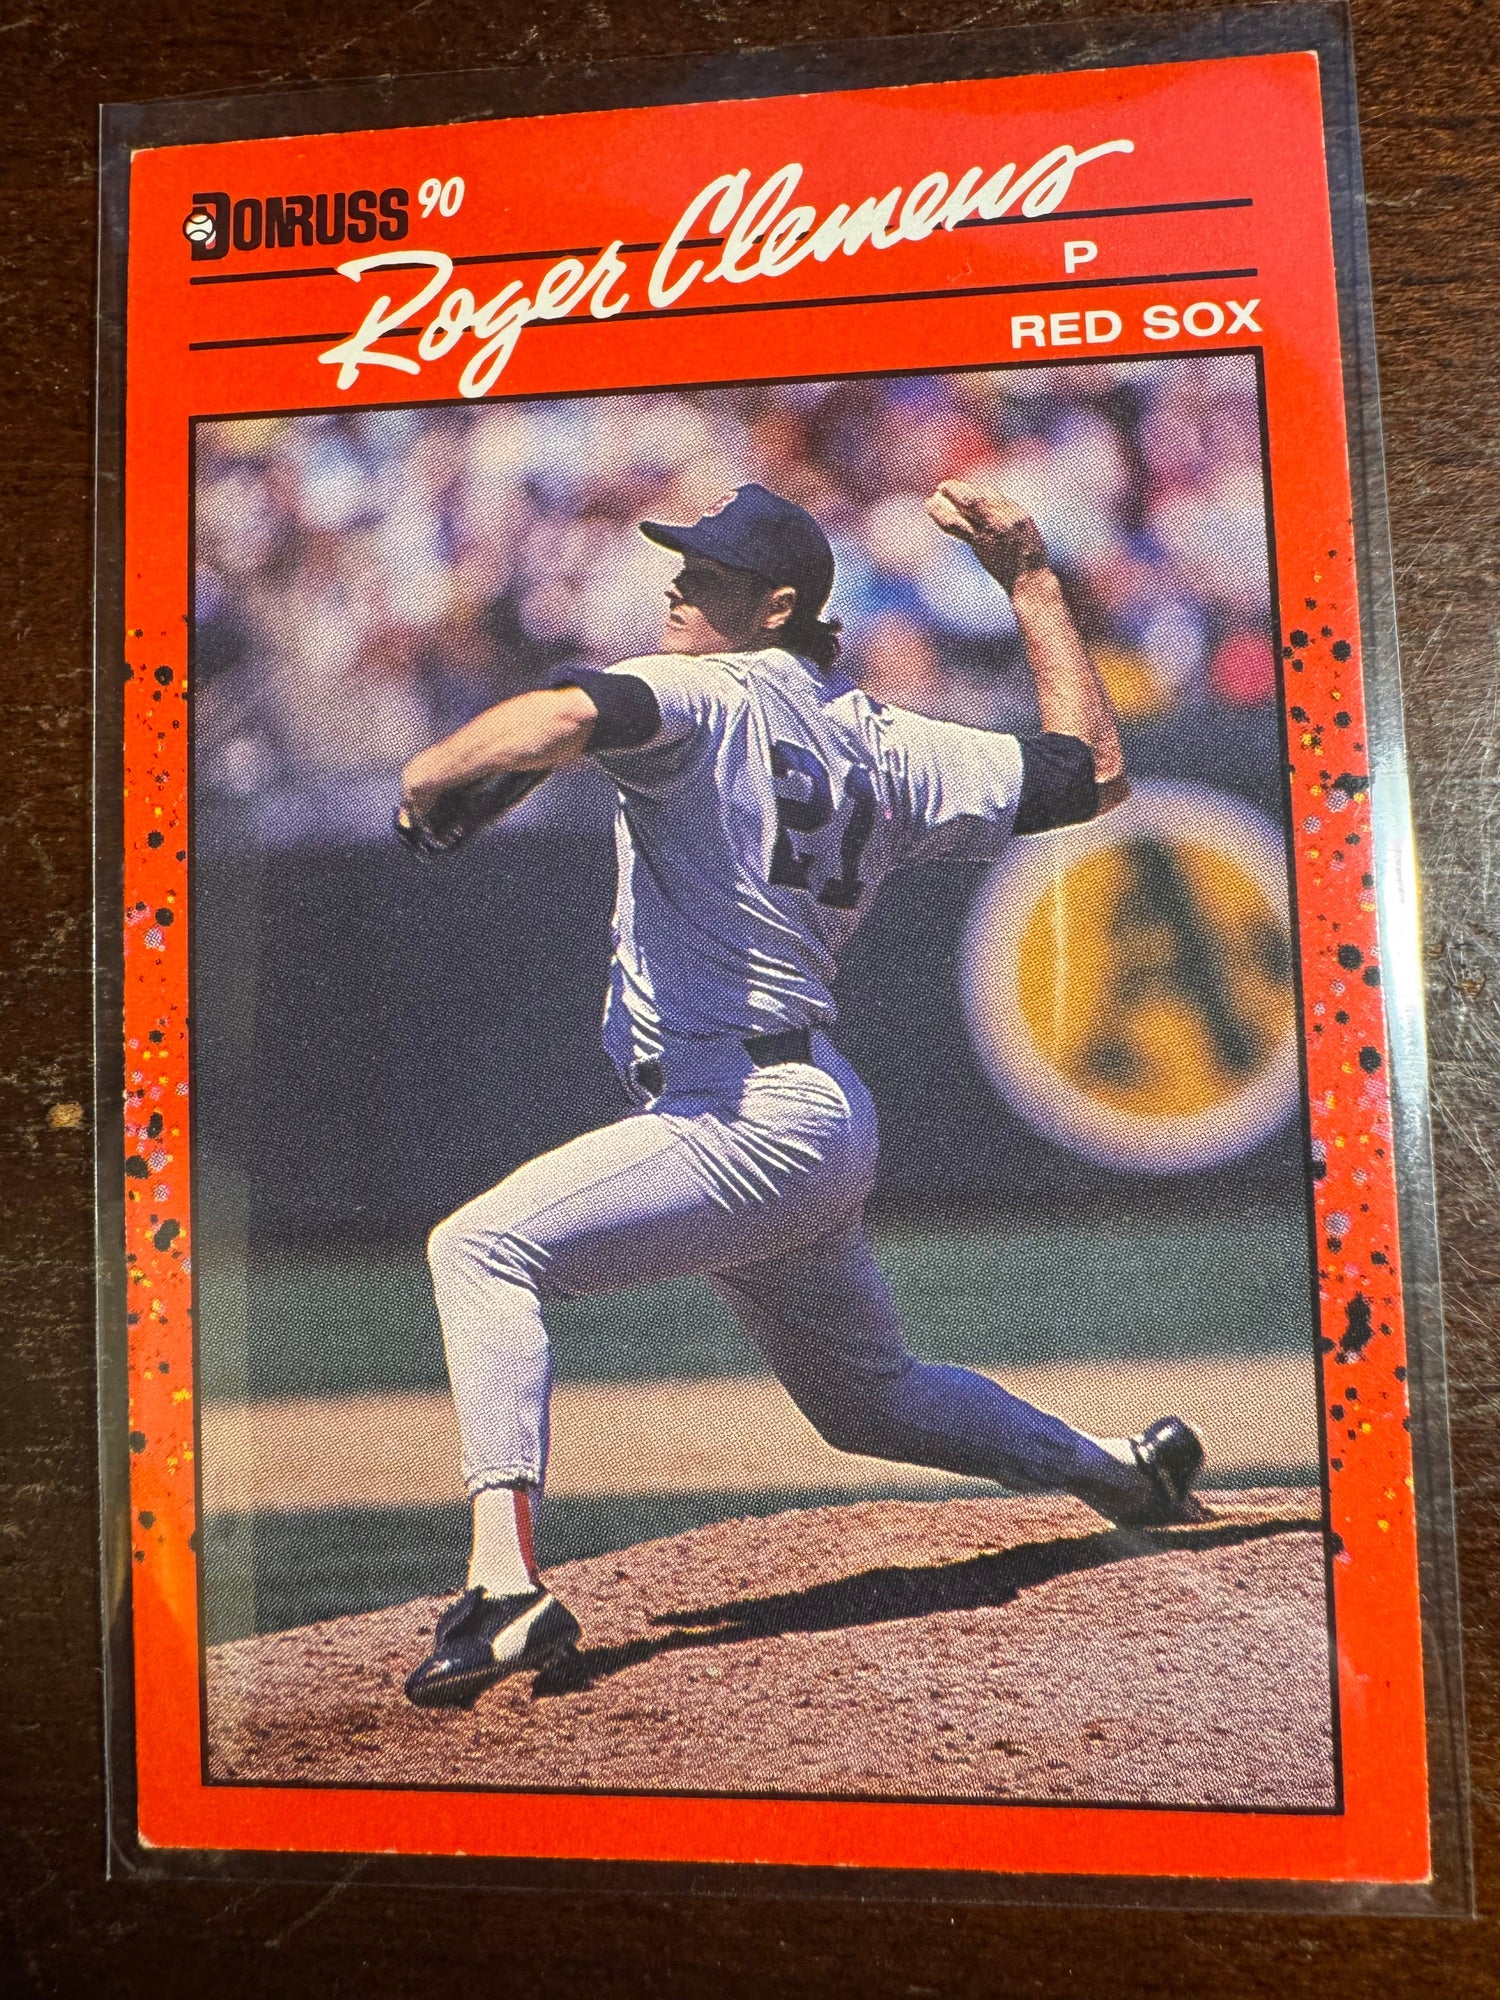 DONRUSS 90
Roger Clemens
P
RED SOX
21
A